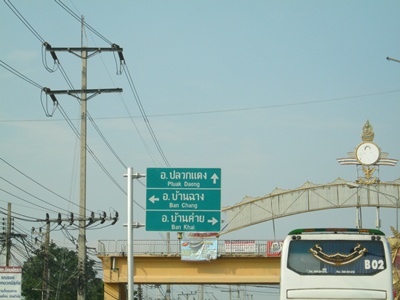 อ.ปลวกแดง
Pluak Daeng
อ.บ้านฉาง
Ban Chang
อ.บ้านค่าย
Ban Khai
B02